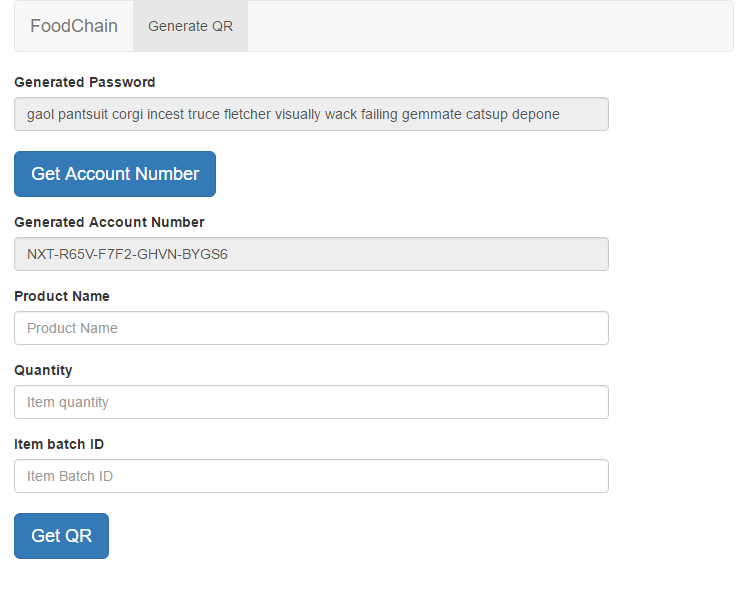 FoodChain Generate QR
Generated Password
gaol pantsuit corgi incest truce fletcher visually wack failing gemmate catsup depone
Get Account Number
Generated Account Number
NXT-R65V-F7F2-GHVN-BYGS6
Product Name
Product Name
Quantity
Item quantity
Item batch ID
Item Batch ID
Get QR